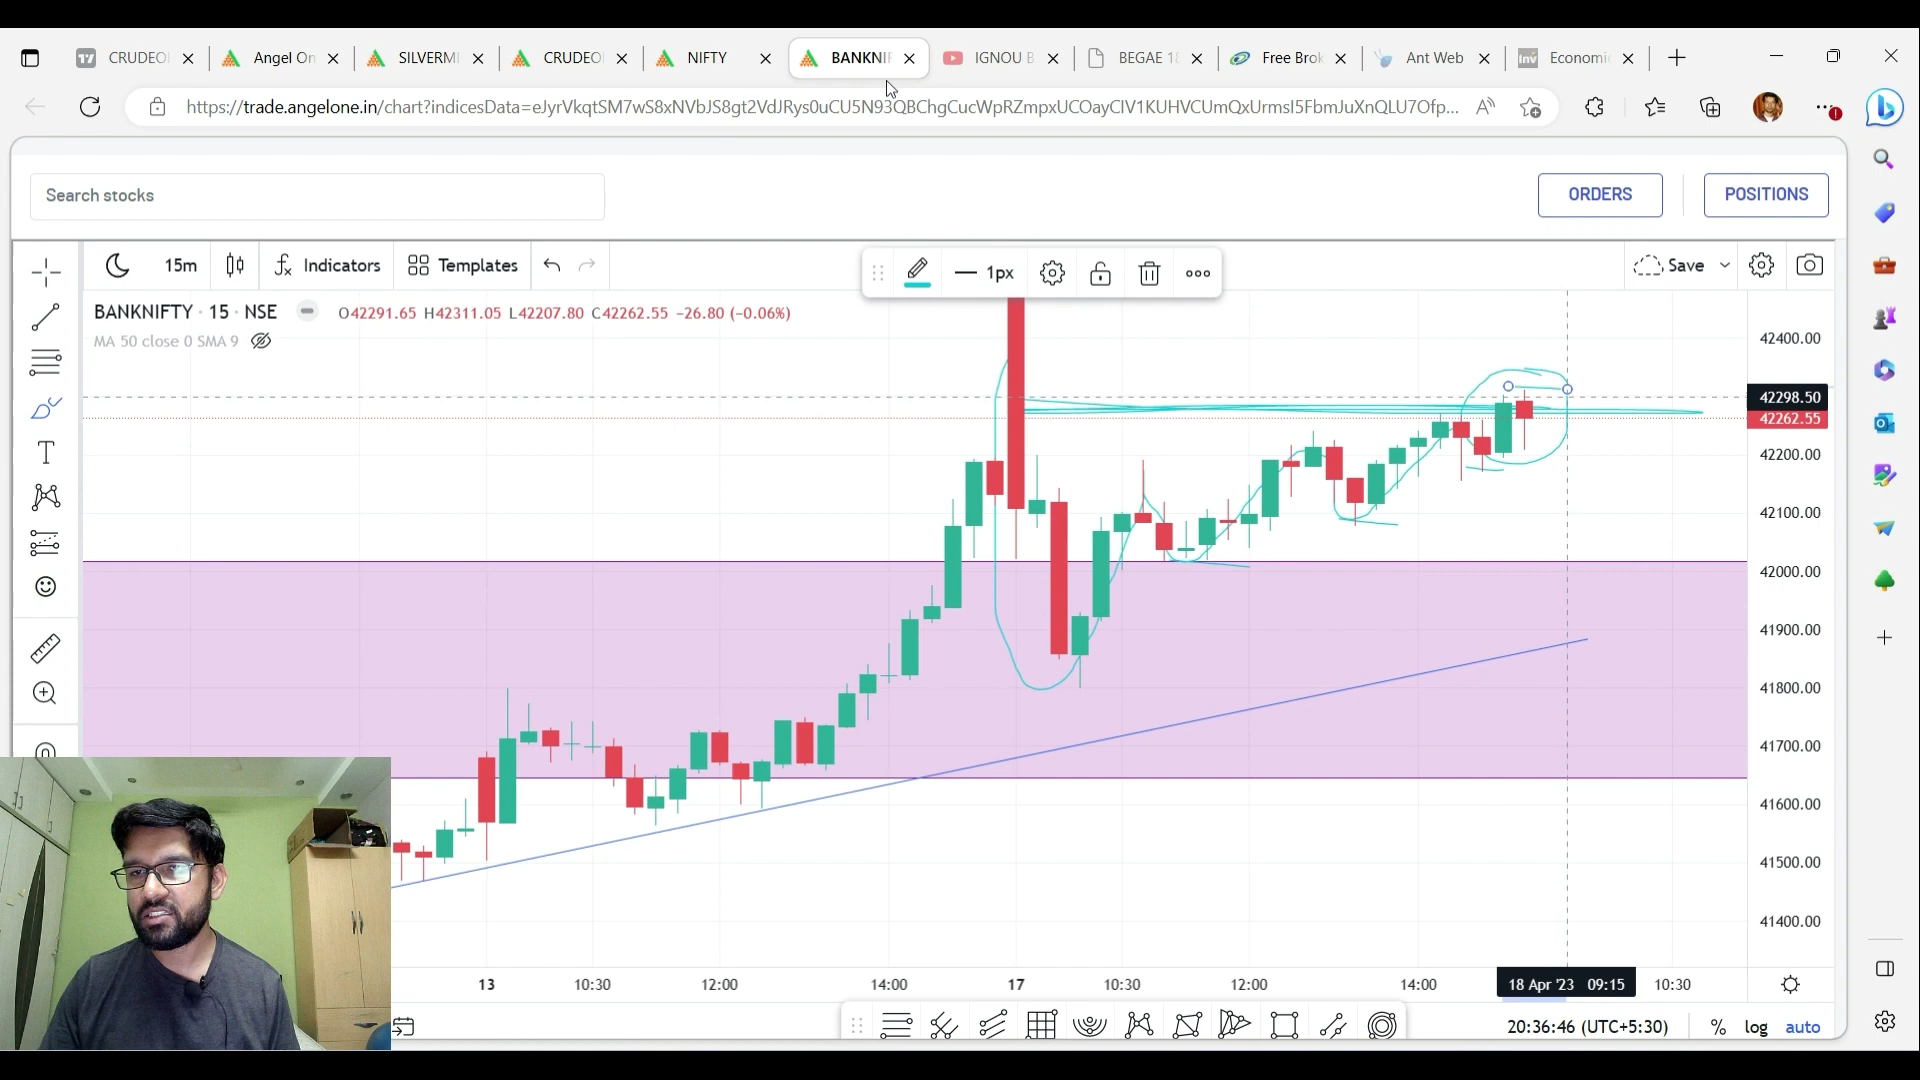 CRUDEO
Angel On
SILVERMI
CRUDEO
NIFTY
BANKNIF
IGNOU B
BEGAE 18
Free Brok
Ant Web
Inv
Economi
https://trade.angelone.in/chart?indicesData=
Search stocks
ORDERS
POSITIONS
15m
Indicators
Templates
1px
Save
BANKNIFTY · 15 · NSE
O42291.65 H42311.05 L42207.80 C42262.55 −26.80 (−0.06%)
MA 50 close 0 SMA 9
42400.00
42298.50
42262.55
42200.00
42100.00
42000.00
41900.00
41800.00
41700.00
41600.00
41500.00
41400.00
13
10:30
12:00
14:00
17
10:30
12:00
14:00
18 Apr '23 09:15
10:30
20:36:46 (UTC+5:30)
%
log
auto